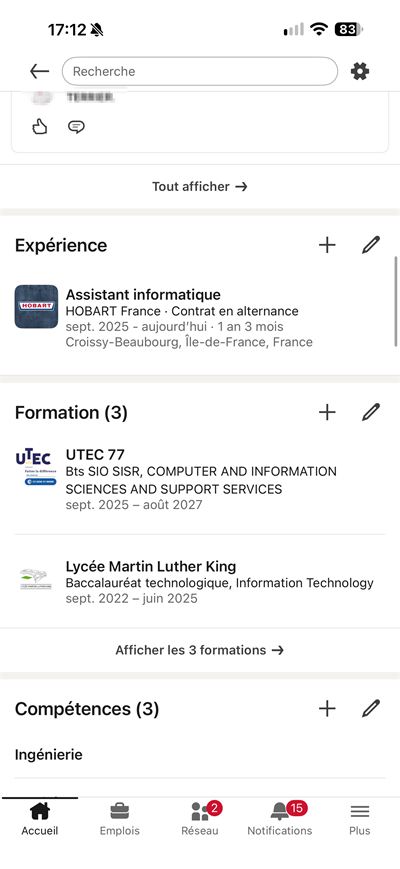 17:12
83
Recherche
Tout afficher →
Expérience
HOBART
Assistant informatique
HOBART France · Contrat en alternance
sept. 2025 - aujourd’hui · 1 an 3 mois
Croissy-Beaubourg, Île-de-France, France
Formation (3)
UTEC
UTEC 77
Bts SIO SISR, COMPUTER AND INFORMATION
SCIENCES AND SUPPORT SERVICES
sept. 2025 – août 2027
Lycée Martin Luther King
Baccalauréat technologique, Information Technology
sept. 2022 – juin 2025
Afficher les 3 formations →
Compétences (3)
Ingénierie
2
15
Accueil
Emplois
Réseau
Notifications
Plus